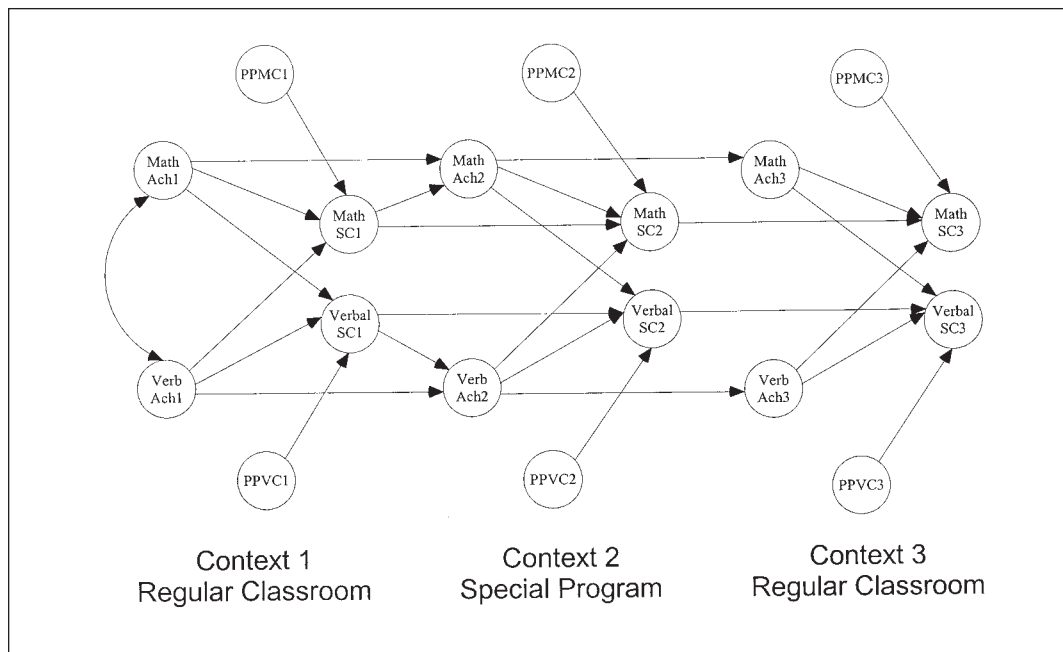 PPMC1
PPMC2
PPMC3
Math
Ach1
Math
Ach2
Math
Ach3
Math
SC1
Math
SC2
Math
SC3
Verbal
SC1
Verbal
SC2
Verbal
SC3
Verb
Ach1
Verb
Ach2
Verb
Ach3
PPVC1
PPVC2
PPVC3
Context 1
Regular Classroom
Context 2
Special Program
Context 3
Regular Classroom